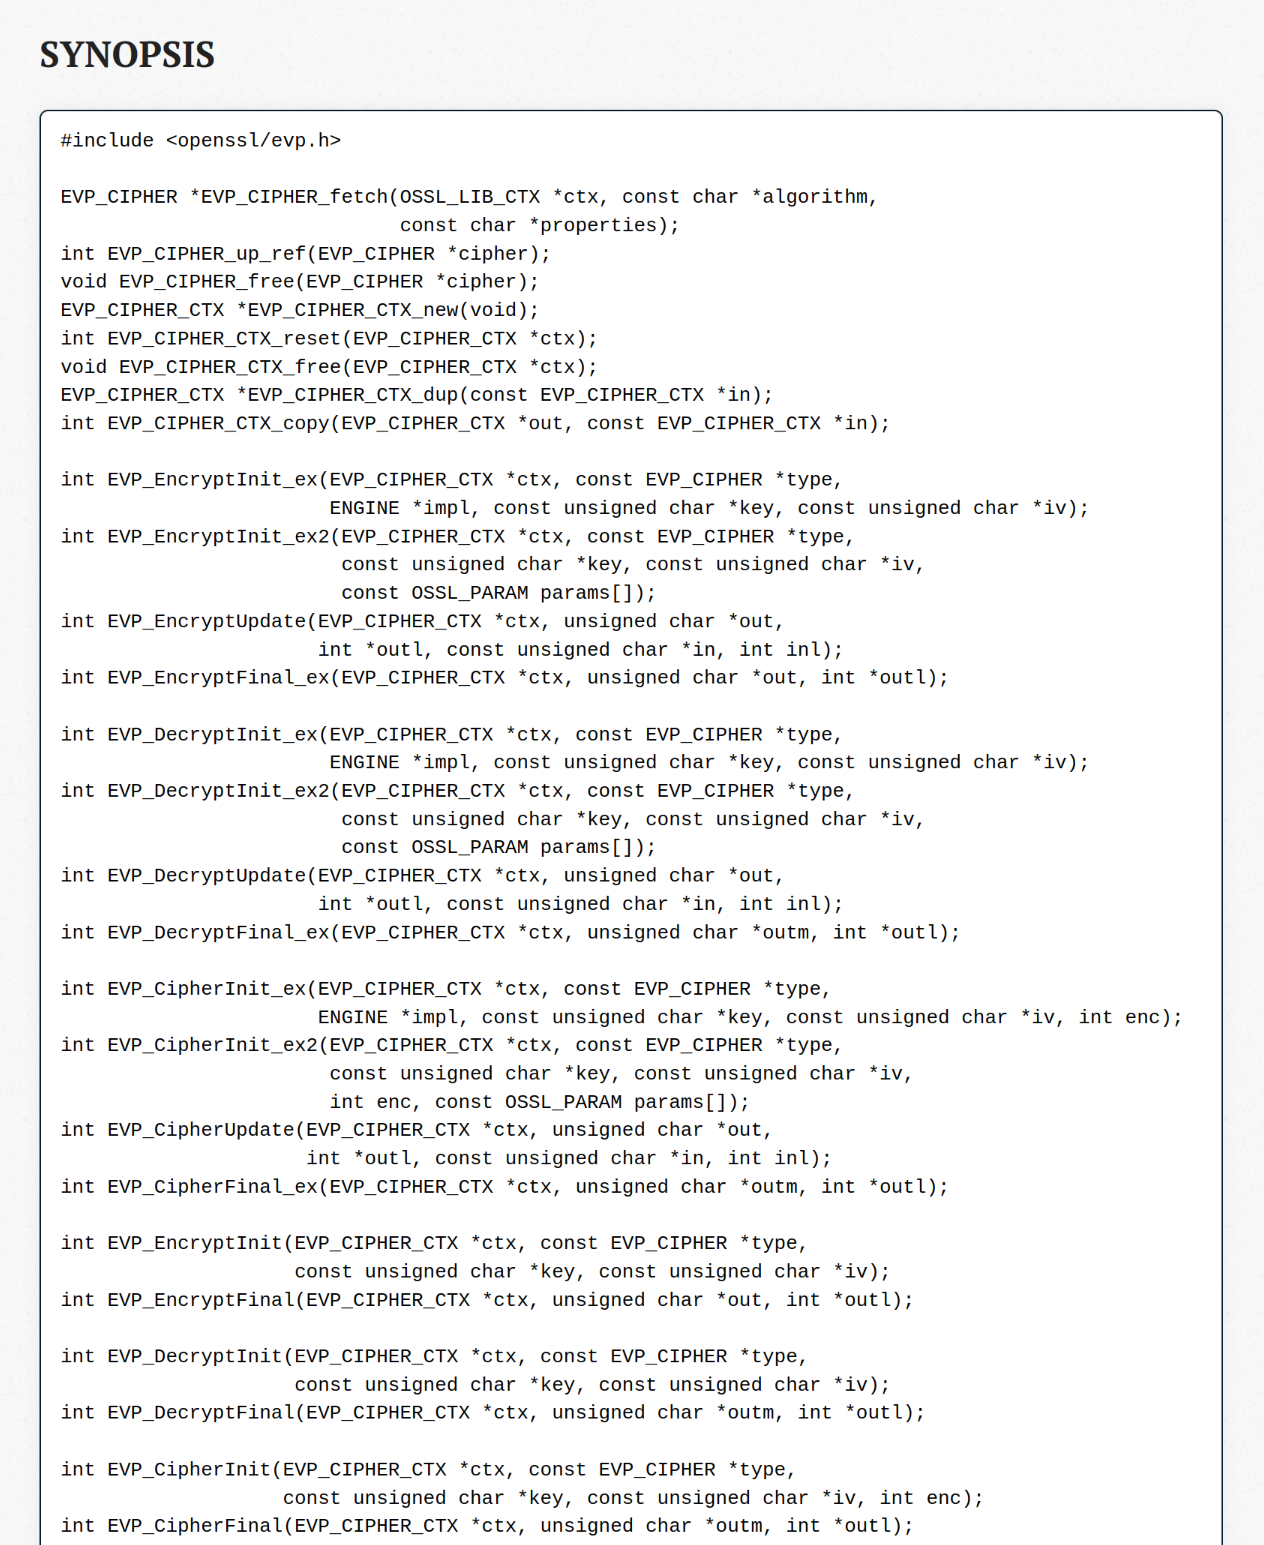 SYNOPSIS
#include <openssl/evp.h>
EVP_CIPHER *EVP_CIPHER_fetch(OSSL_LIB_CTX *ctx, const char *algorithm,
const char *properties);
int EVP_CIPHER_up_ref(EVP_CIPHER *cipher);
void EVP_CIPHER_free(EVP_CIPHER *cipher);
EVP_CIPHER_CTX *EVP_CIPHER_CTX_new(void);
int EVP_CIPHER_CTX_reset(EVP_CIPHER_CTX *ctx);
void EVP_CIPHER_CTX_free(EVP_CIPHER_CTX *ctx);
EVP_CIPHER_CTX *EVP_CIPHER_CTX_dup(const EVP_CIPHER_CTX *in);
int EVP_CIPHER_CTX_copy(EVP_CIPHER_CTX *out, const EVP_CIPHER_CTX *in);
int EVP_EncryptInit_ex(EVP_CIPHER_CTX *ctx, const EVP_CIPHER *type,
ENGINE *impl, const unsigned char *key, const unsigned char *iv);
int EVP_EncryptInit_ex2(EVP_CIPHER_CTX *ctx, const EVP_CIPHER *type,
const unsigned char *key, const unsigned char *iv,
const OSSL_PARAM params[]);
int EVP_EncryptUpdate(EVP_CIPHER_CTX *ctx, unsigned char *out,
int *outl, const unsigned char *in, int inl);
int EVP_EncryptFinal_ex(EVP_CIPHER_CTX *ctx, unsigned char *out, int *outl);
int EVP_DecryptInit_ex(EVP_CIPHER_CTX *ctx, const EVP_CIPHER *type,
ENGINE *impl, const unsigned char *key, const unsigned char *iv);
int EVP_DecryptInit_ex2(EVP_CIPHER_CTX *ctx, const EVP_CIPHER *type,
const unsigned char *key, const unsigned char *iv,
const OSSL_PARAM params[]);
int EVP_DecryptUpdate(EVP_CIPHER_CTX *ctx, unsigned char *out,
int *outl, const unsigned char *in, int inl);
int EVP_DecryptFinal_ex(EVP_CIPHER_CTX *ctx, unsigned char *outm, int *outl);
int EVP_CipherInit_ex(EVP_CIPHER_CTX *ctx, const EVP_CIPHER *type,
ENGINE *impl, const unsigned char *key, const unsigned char *iv, int enc);
int EVP_CipherInit_ex2(EVP_CIPHER_CTX *ctx, const EVP_CIPHER *type,
const unsigned char *key, const unsigned char *iv,
int enc, const OSSL_PARAM params[]);
int EVP_CipherUpdate(EVP_CIPHER_CTX *ctx, unsigned char *out,
int *outl, const unsigned char *in, int inl);
int EVP_CipherFinal_ex(EVP_CIPHER_CTX *ctx, unsigned char *outm, int *outl);
int EVP_EncryptInit(EVP_CIPHER_CTX *ctx, const EVP_CIPHER *type,
const unsigned char *key, const unsigned char *iv);
int EVP_EncryptFinal(EVP_CIPHER_CTX *ctx, unsigned char *out, int *outl);
int EVP_DecryptInit(EVP_CIPHER_CTX *ctx, const EVP_CIPHER *type,
const unsigned char *key, const unsigned char *iv);
int EVP_DecryptFinal(EVP_CIPHER_CTX *ctx, unsigned char *outm, int *outl);
int EVP_CipherInit(EVP_CIPHER_CTX *ctx, const EVP_CIPHER *type,
const unsigned char *key, const unsigned char *iv, int enc);
int EVP_CipherFinal(EVP_CIPHER_CTX *ctx, unsigned char *outm, int *outl);